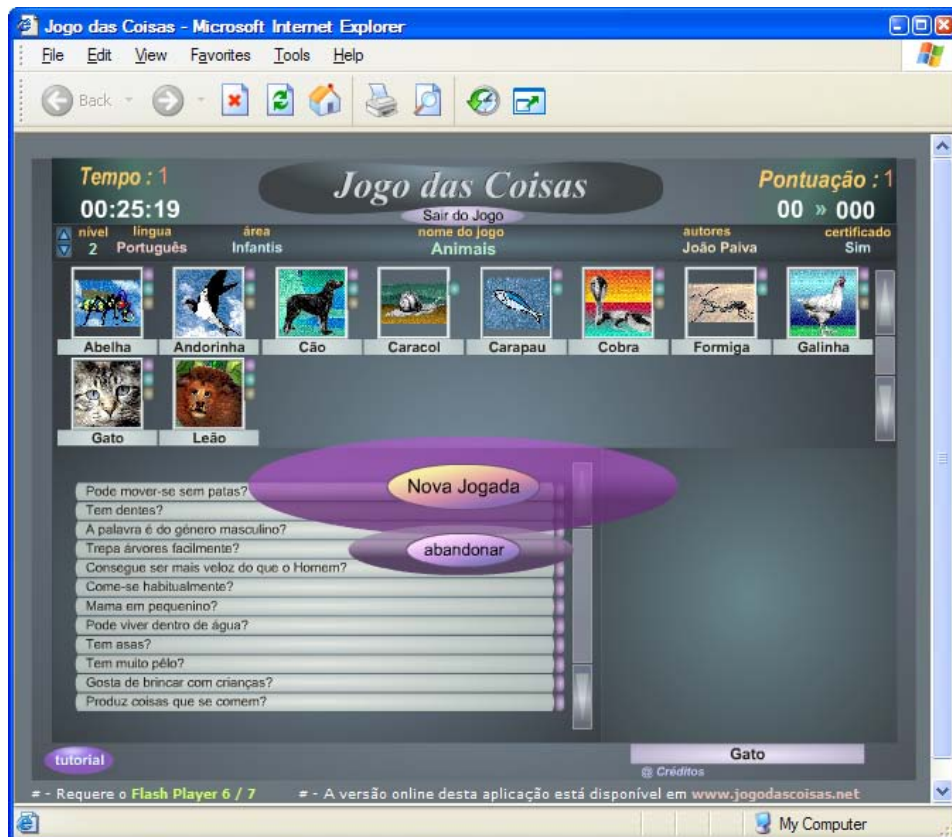 Jogo das Coisas - Microsoft Internet Explorer
File Edit View Favorites Tools Help
Back
Tempo : 1
Jogo das Coisas
Pontuação : 1
00:25:19
Sair do Jogo
00 » 000
nível língua área nome do jogo autores certificado
2 Português Infantis Animais João Paiva Sim
Abelha Andorinha Cão Caracol Carapau Cobra Formiga Galinha
Gato Leão
Nova Jogada
Pode mover-se sem patas?
Tem dentes?
A palavra é do género masculino?
abandonar
Trepa árvores facilmente?
Consegue ser mais veloz do que o Homem?
Come-se habitualmente?
Mama em pequenino?
Pode viver dentro de água?
Tem asas?
Tem muito pêlo?
Gosta de brincar com crianças?
Produz coisas que se comem?
tutorial
Gato
@ Créditos
# - Requere o Flash Player 6 / 7 # - A versão online desta aplicação está disponível em www.jogodascoisas.net
My Computer